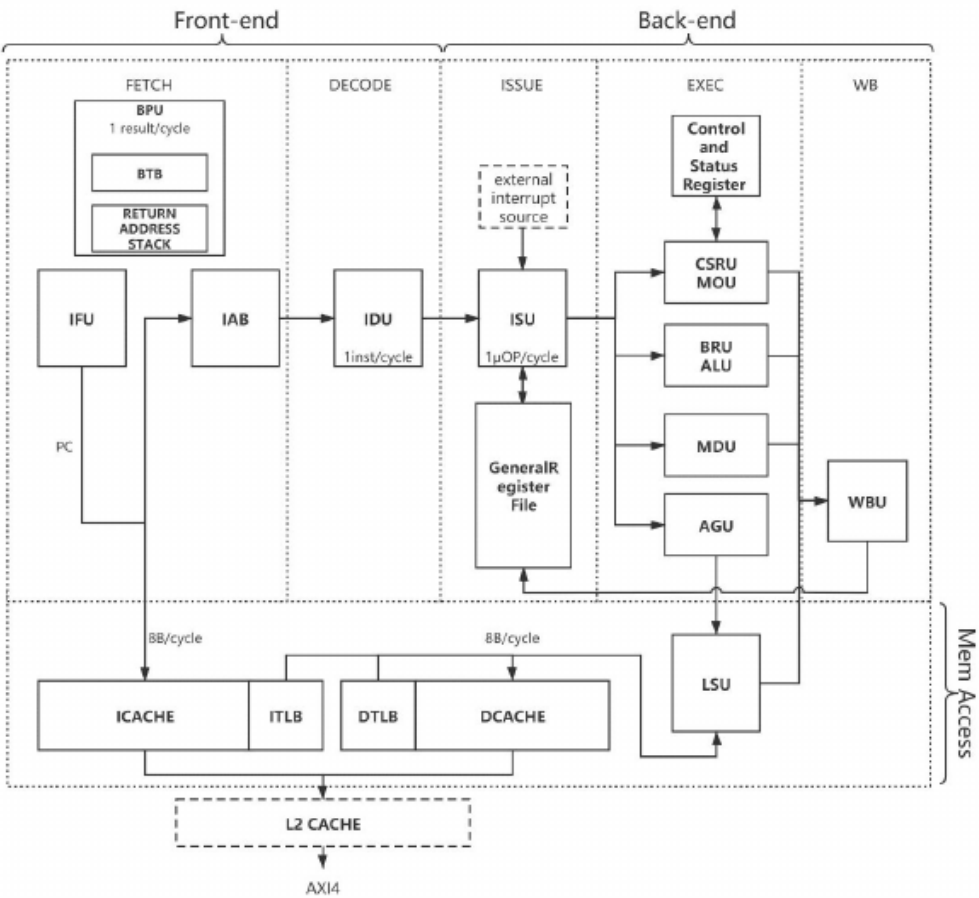 Front-end
Back-end
FETCH
DECODE
ISSUE
EXEC
WB
BPU
1 result/cycle
BTB
RETURN
ADDRESS
STACK
external
interrupt
source
Control
and
Status
Register
IFU
IAB
IDU
1inst/cycle
ISU
1μOP/cycle
CSRU
MOU
BRU
ALU
MDU
AGU
PC
GeneralR
egister
File
WBU
8B/cycle
8B/cycle
ICACHE
ITLB
DTLB
DCACHE
LSU
Mem Access
L2 CACHE
AXI4